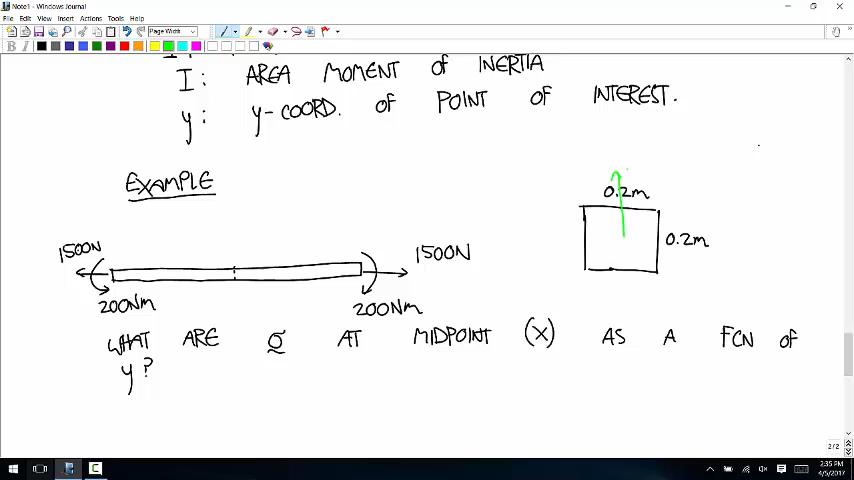 Note1 - Windows Journal
File Edit View Insert Actions Tools Help
Page Width
B I
I: AREA MOMENT of INERTIA
y: y-COORD. OF POINT OF INTEREST.
EXAMPLE
0.2m
0.2m
1500N 1500N
200Nm 200Nm
WHAT ARE σ AT MIDPOINT (X) AS A FCN OF
y?
2/2
2:35 PM
4/5/2017